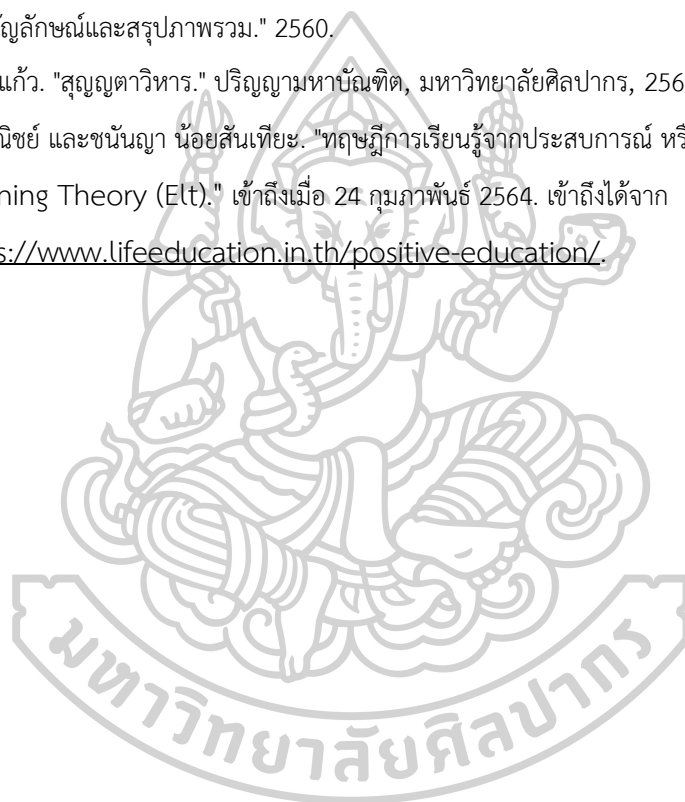 ัญลักษณ์และสรุปภาพรวม." 2560.
แก้ว. "สุญญตาวิหาร." ปริญญามหาบัณฑิต, มหาวิทยาลัยศิลปากร, 256
ณิชย์ และชนันญา น้อยสันเทียะ. "ทฤษฎีการเรียนรู้จากประสบการณ์ หรื
ning Theory (Elt)." เข้าถึงเมื่อ 24 กุมภาพันธ์ 2564. เข้าถึงได้จาก
s://www.lifeeducation.in.th/positive-education/.
มหาวิทยาลัยศิลปากร